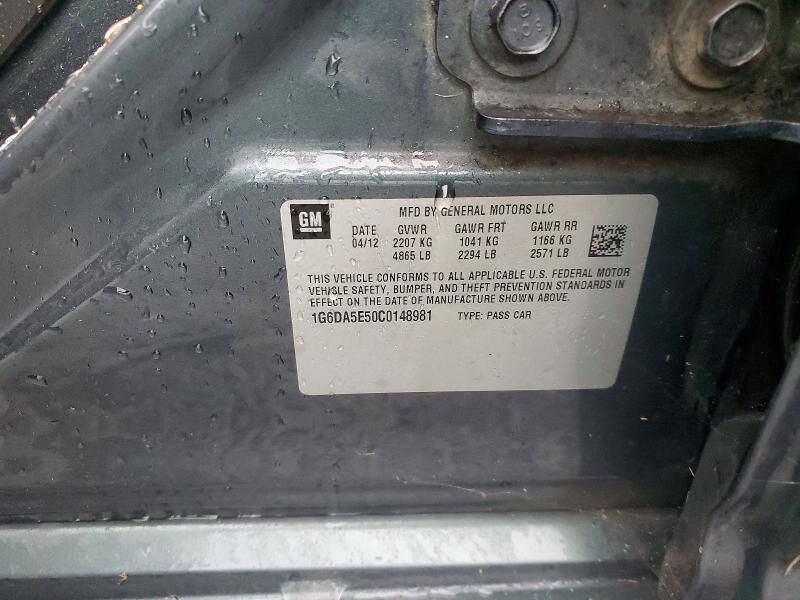 GM
MFD BY GENERAL MOTORS LLC
DATE GVWR GAWR FRT GAWR RR
04/12 2207 KG 1041 KG 1166 KG
4865 LB 2294 LB 2571 LB
THIS VEHICLE CONFORMS TO ALL APPLICABLE U.S. FEDERAL MOTOR
VEHICLE SAFETY, BUMPER, AND THEFT PREVENTION STANDARDS IN
EFFECT ON THE DATE OF MANUFACTURE SHOWN ABOVE.
1G6DA5E50C0148981 TYPE: PASS CAR